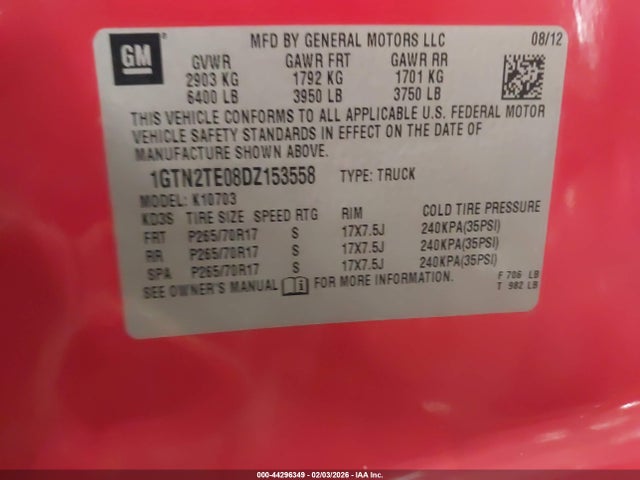 GM
MFD BY GENERAL MOTORS LLC 08/12
GVWR GAWR FRT GAWR RR
2903 KG 1792 KG 1701 KG
6400 LB 3950 LB 3750 LB
THIS VEHICLE CONFORMS TO ALL APPLICABLE U.S. FEDERAL MOTOR
VEHICLE SAFETY STANDARDS IN EFFECT ON THE DATE OF
MANUFACTURE SHOWN ABOVE.
1GTN2TE08DZ153558 TYPE: TRUCK
MODEL: K10703
KD3S TIRE SIZE SPEED RTG RIM COLD TIRE PRESSURE
FRT P265/70R17 S 17X7.5J 240KPA(35PSI)
RR P265/70R17 S 17X7.5J 240KPA(35PSI)
SPA P265/70R17 S 17X7.5J 240KPA(35PSI)
SEE OWNER'S MANUAL FOR MORE INFORMATION.
F 706 LB
T 982 LB
000-44296349 - 02/03/2026 - IAA Inc.